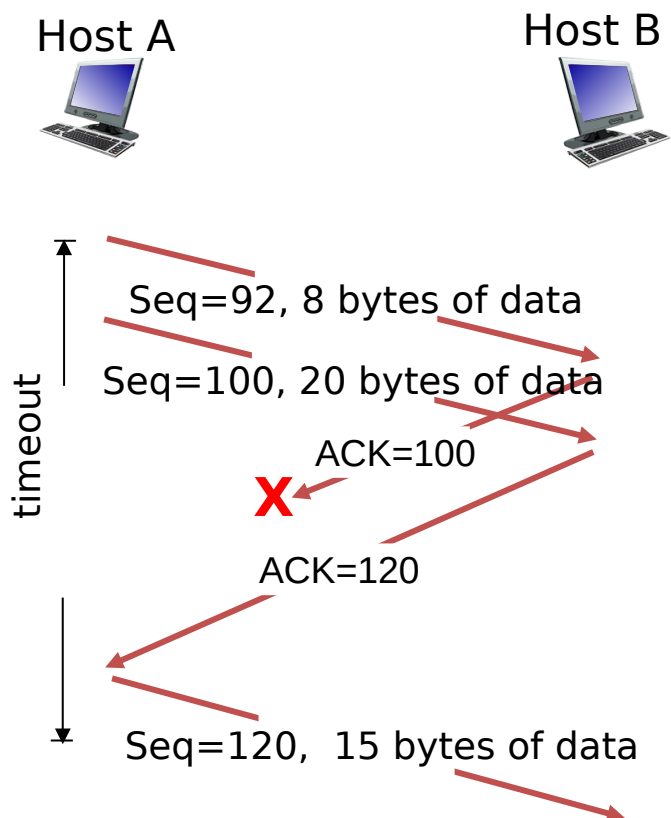 Host A
Host B
Seq=92, 8 bytes of data
Seq=100, 20 bytes of data
timeout
ACK=100
X
ACK=120
Seq=120, 15 bytes of data